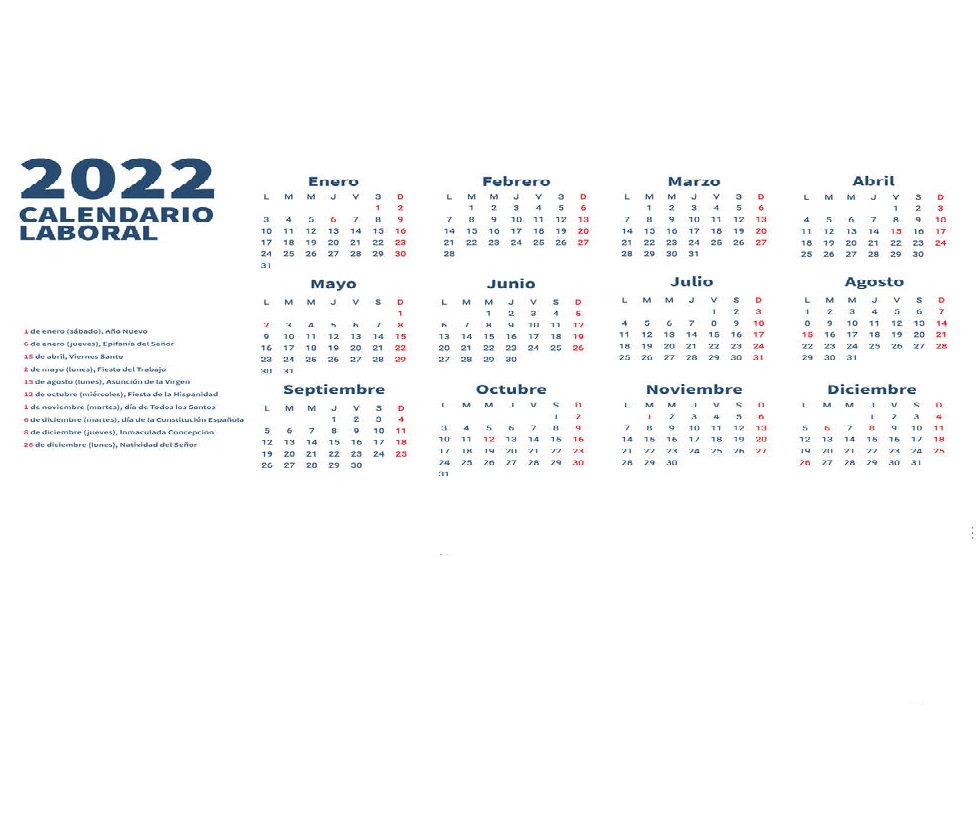 2022
CALENDARIO
LABORAL
1 de enero (sábado), Año Nuevo
6 de enero (jueves), Epifanía del Señor
15 de abril, Viernes Santo
2 de mayo (lunes), Fiesta del Trabajo
15 de agosto (lunes), Asunción de la Virgen
12 de octubre (miércoles), Fiesta de la Hispanidad
1 de noviembre (martes), día de Todos los Santos
6 de diciembre (martes), día de la Constitución Española
8 de diciembre (jueves), Inmaculada Concepción
26 de diciembre (lunes), Natividad del Señor
Enero
L M M J V S D
1 2
3 4 5 6 7 8 9
10 11 12 13 14 15 16
17 18 19 20 21 22 23
24 25 26 27 28 29 30
31
Febrero
L M M J V S D
1 2 3 4 5 6
7 8 9 10 11 12 13
14 15 16 17 18 19 20
21 22 23 24 25 26 27
28
Marzo
L M M J V S D
1 2 3 4 5 6
7 8 9 10 11 12 13
14 15 16 17 18 19 20
21 22 23 24 25 26 27
28 29 30 31
Abril
L M M J V S D
1 2 3
4 5 6 7 8 9 10
11 12 13 14 15 16 17
18 19 20 21 22 23 24
25 26 27 28 29 30
Mayo
L M M J V S D
1
2 3 4 5 6 7 8
9 10 11 12 13 14 15
16 17 18 19 20 21 22
23 24 25 26 27 28 29
30 31
Junio
L M M J V S D
1 2 3 4 5
6 7 8 9 10 11 12
13 14 15 16 17 18 19
20 21 22 23 24 25 26
27 28 29 30
Julio
L M M J V S D
1 2 3
4 5 6 7 8 9 10
11 12 13 14 15 16 17
18 19 20 21 22 23 24
25 26 27 28 29 30 31
Agosto
L M M J V S D
1 2 3 4 5 6 7
8 9 10 11 12 13 14
15 16 17 18 19 20 21
22 23 24 25 26 27 28
29 30 31
Septiembre
L M M J V S D
1 2 3 4
5 6 7 8 9 10 11
12 13 14 15 16 17 18
19 20 21 22 23 24 25
26 27 28 29 30
Octubre
L M M J V S D
1 2
3 4 5 6 7 8 9
10 11 12 13 14 15 16
17 18 19 20 21 22 23
24 25 26 27 28 29 30
31
Noviembre
L M M J V S D
1 2 3 4 5 6
7 8 9 10 11 12 13
14 15 16 17 18 19 20
21 22 23 24 25 26 27
28 29 30
Diciembre
L M M J V S D
1 2 3 4
5 6 7 8 9 10 11
12 13 14 15 16 17 18
19 20 21 22 23 24 25
26 27 28 29 30 31